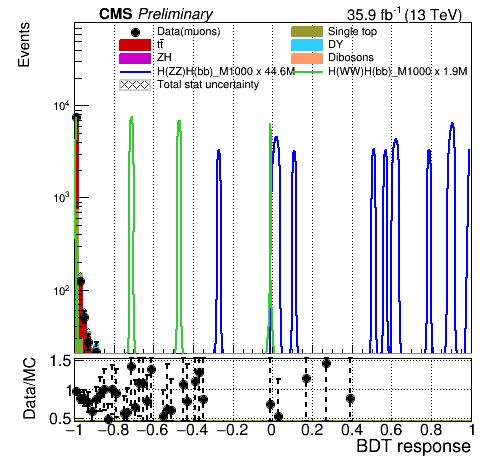 CMS Preliminary 35.9 fb⁻¹ (13 TeV)
Events
Data(muons) Single top
tt̄ DY
ZH Dibosons
H(ZZ)H(bb)_M1000 x 44.6M H(WW)H(bb)_M1000 x 1.9M
Total stat uncertainty
10⁴
10³
10²
Data/MC
1.5
1
0.5
−1 −0.8 −0.6 −0.4 −0.2 0 0.2 0.4 0.6 0.8 1
BDT response